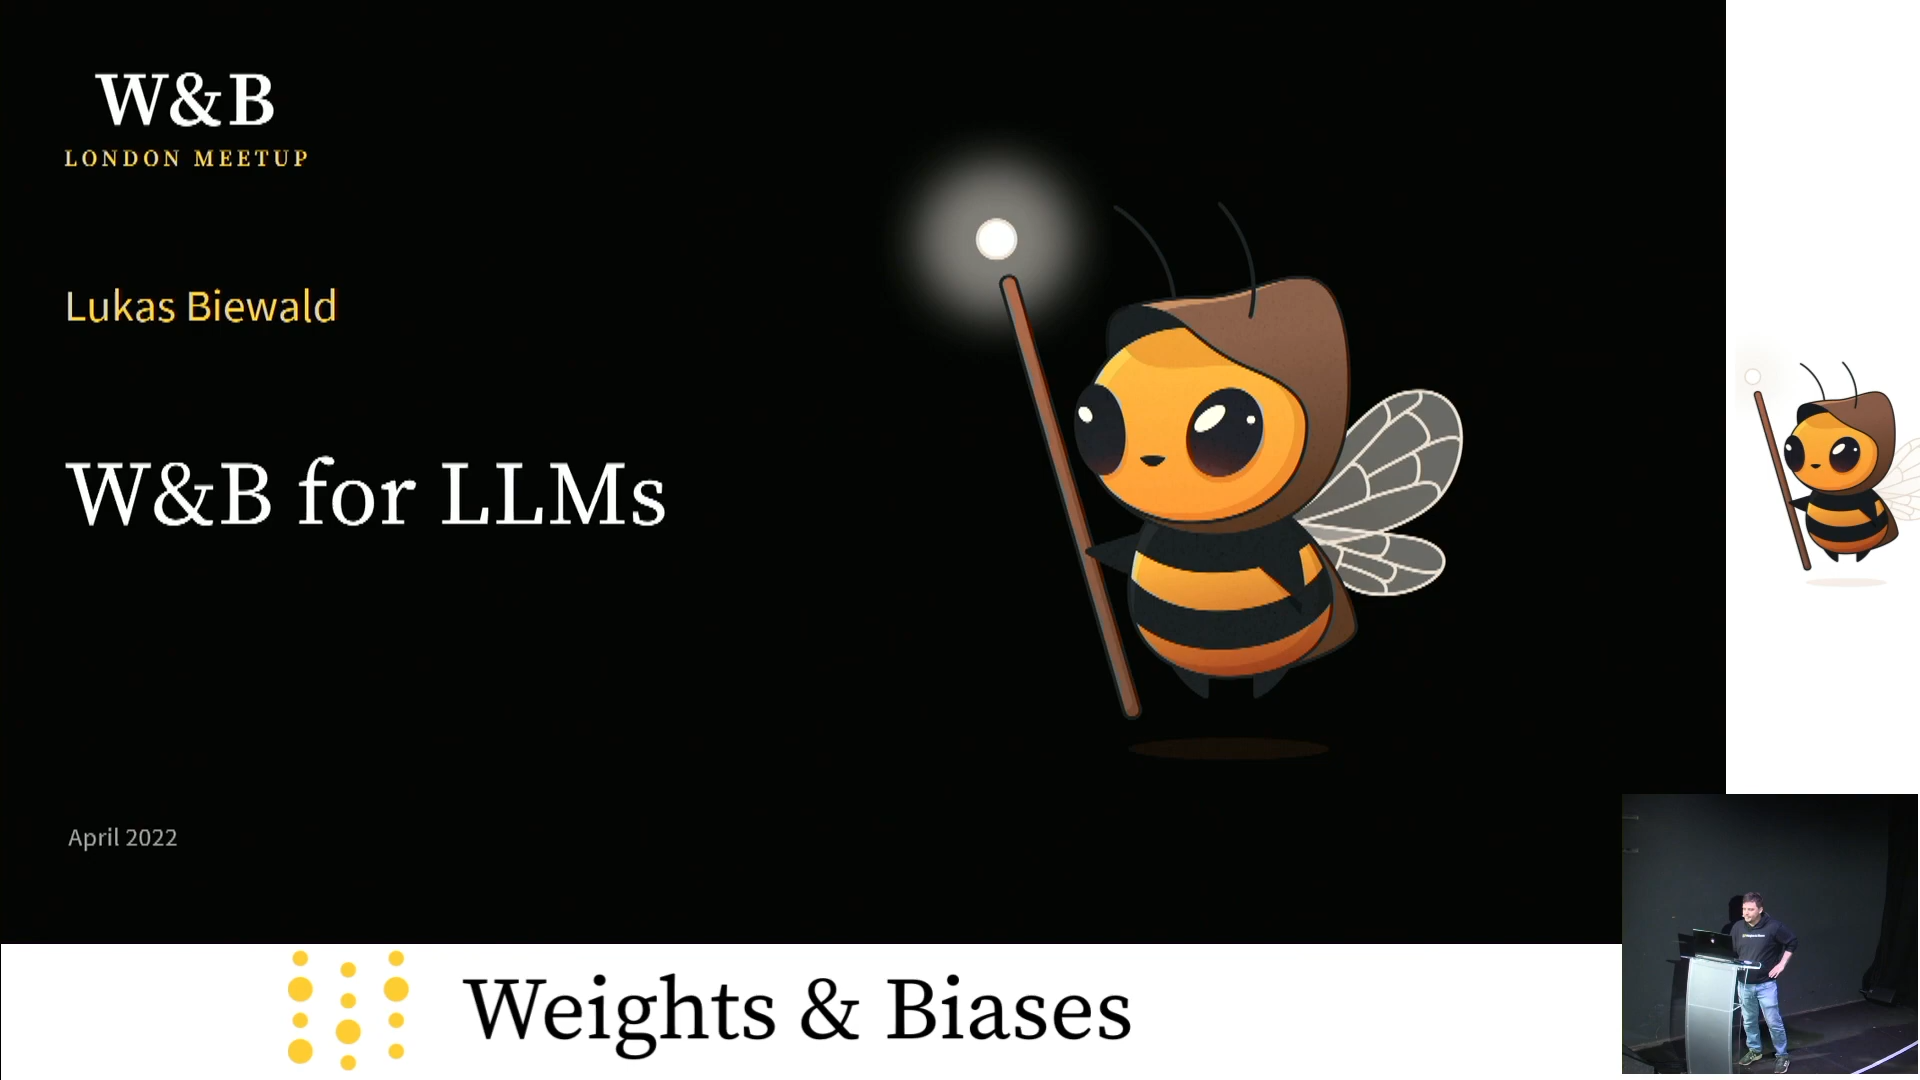 W&B
LONDON MEETUP
Lukas Biewald
W&B for LLMs
April 2022
Weights & Biases